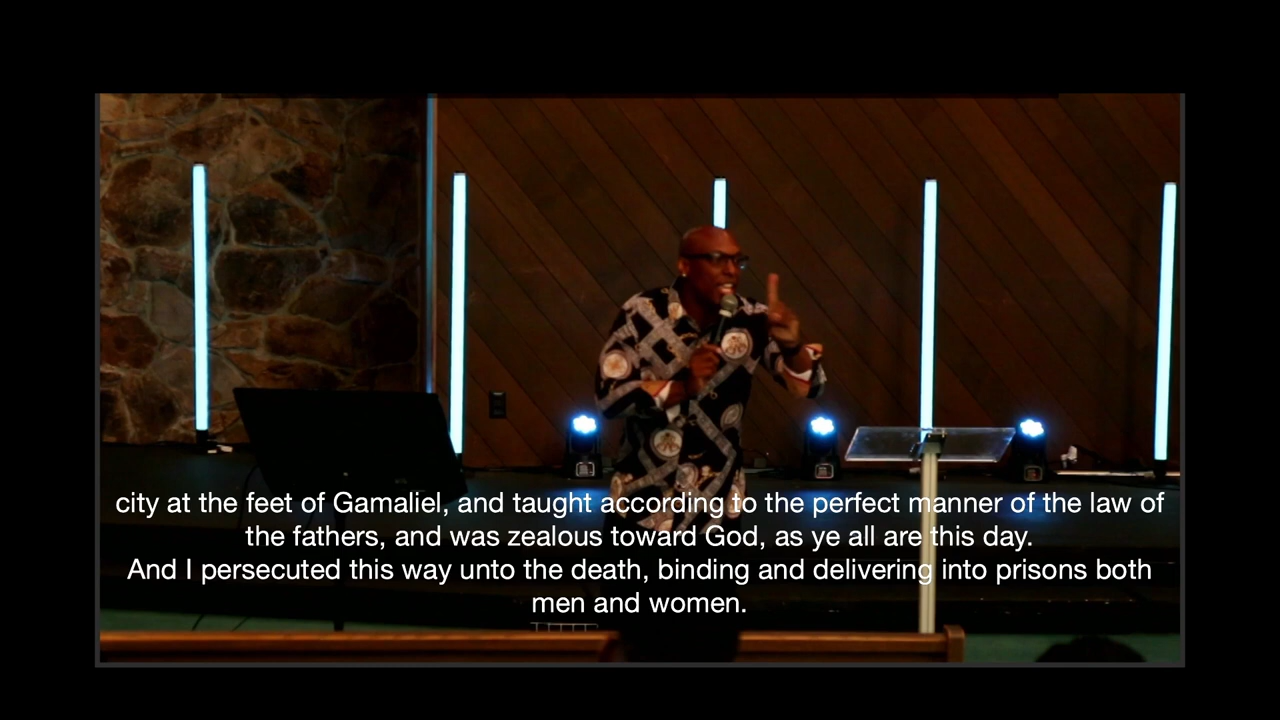 city at the feet of Gamaliel, and taught according to the perfect manner of the law of
the fathers, and was zealous toward God, as ye all are this day.
And I persecuted this way unto the death, binding and delivering into prisons both
men and women.